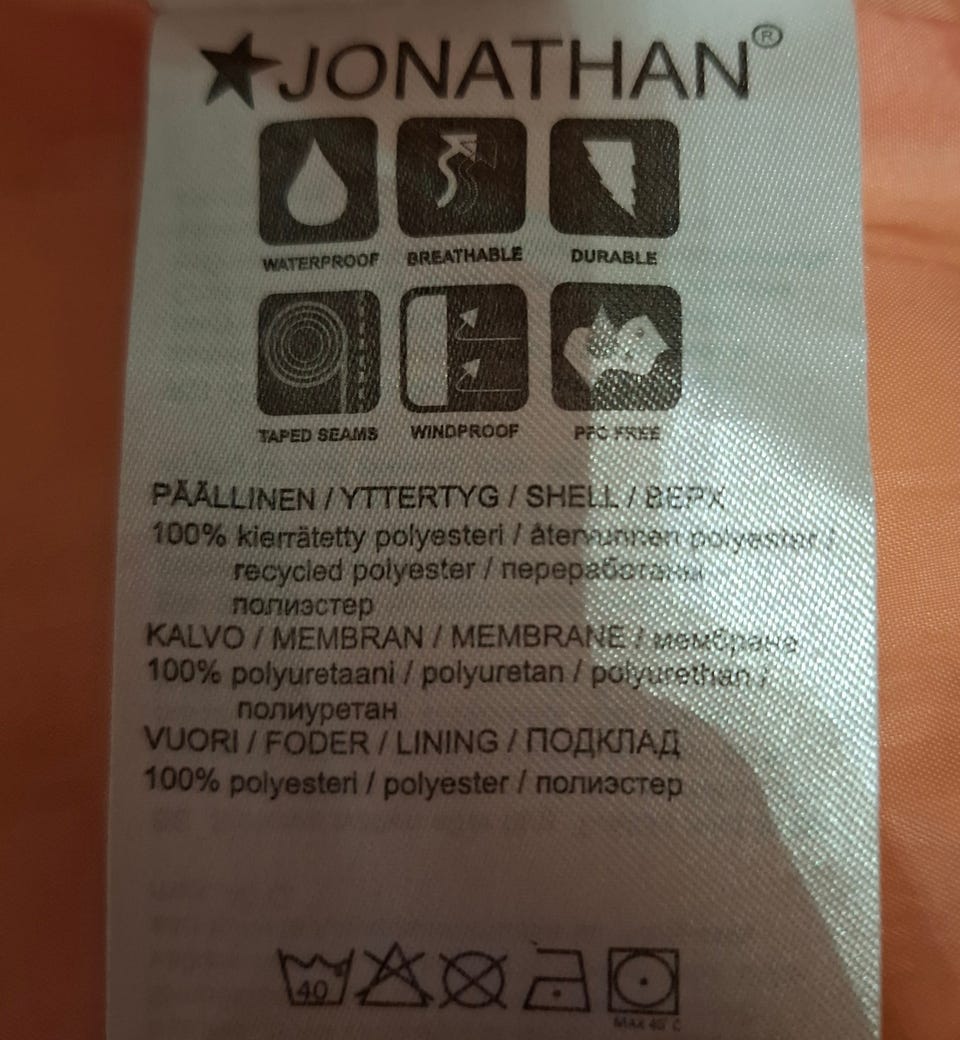 JONATHAN®
WATERPROOF BREATHABLE DURABLE
TAPED SEAMS WINDPROOF PFC FREE
PÄÄLLINEN / YTTERTYG / SHELL / ВЕРХ
100% kierrätetty polyesteri / återvunnen polyester /
recycled polyester /
полиэстер
KALVO / MEMBRAN / MEMBRANE / мембрана
100% polyuretaani / polyuretan / polyurethan /
полиуретан
VUORI / FODER / LINING / ПОДКЛАД
100% polyesteri / polyester / полиэстер
40
MAX 40° C